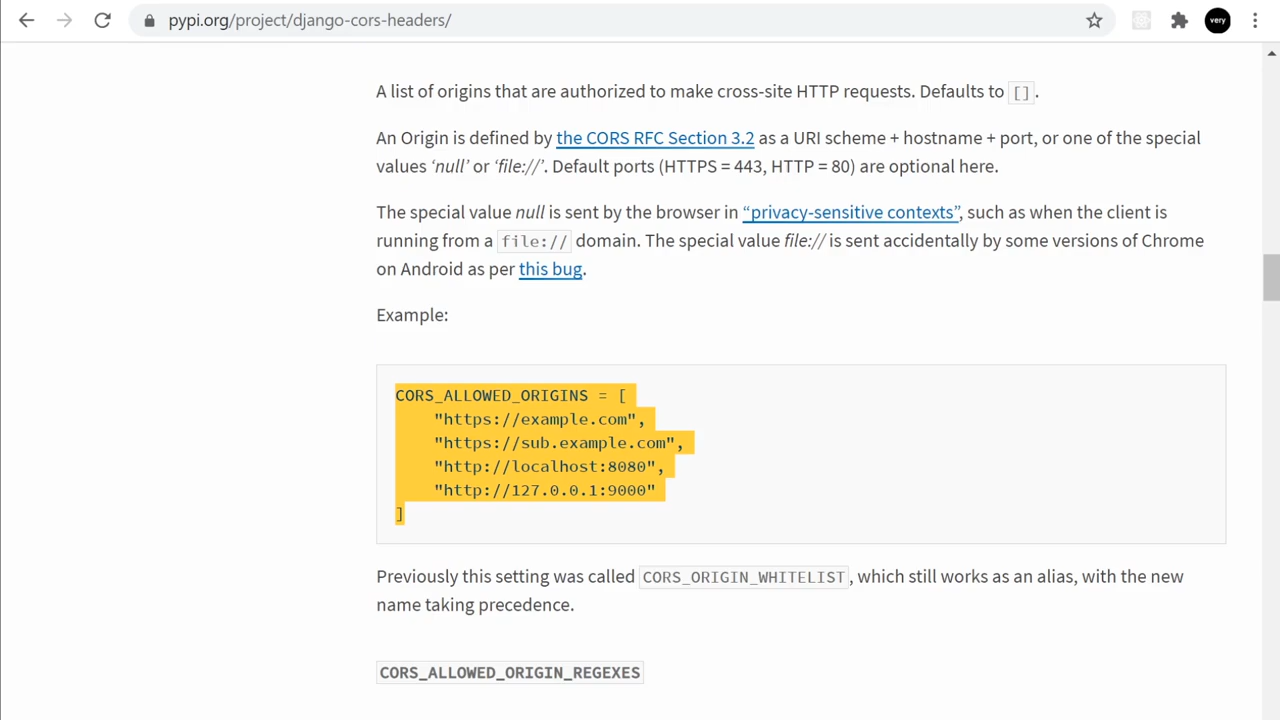 pypi.org/project/django-cors-headers/
very
A list of origins that are authorized to make cross-site HTTP requests. Defaults to [].
An Origin is defined by the CORS RFC Section 3.2 as a URI scheme + hostname + port, or one of the special
values ‘null’ or ‘file://’. Default ports (HTTPS = 443, HTTP = 80) are optional here.
The special value null is sent by the browser in “privacy-sensitive contexts”, such as when the client is
running from a file:// domain. The special value file:// is sent accidentally by some versions of Chrome
on Android as per this bug.
Example:
CORS_ALLOWED_ORIGINS = [
    "https://example.com",
    "https://sub.example.com",
    "http://localhost:8080",
    "http://127.0.0.1:9000"
]
Previously this setting was called CORS_ORIGIN_WHITELIST, which still works as an alias, with the new
name taking precedence.
CORS_ALLOWED_ORIGIN_REGEXES